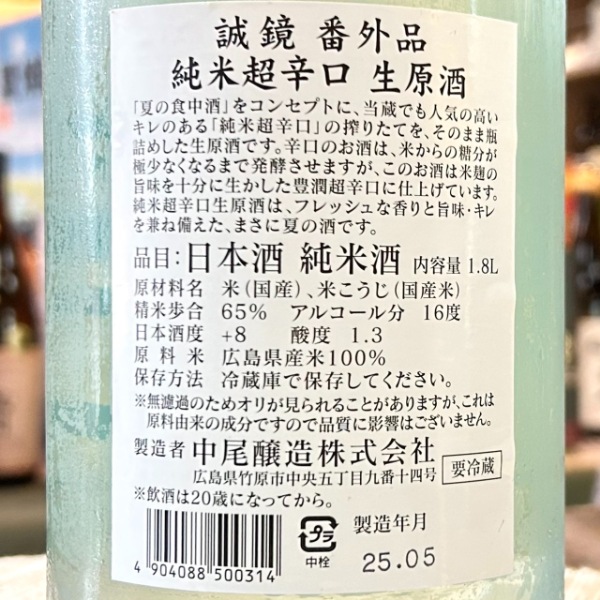 誠鏡 番外品
純米超辛口 生原酒
「夏の食中酒」をコンセプトに、当蔵でも人気の高い
キレのある「純米超辛口」の搾りたてを、そのまま瓶
詰めした生原酒です。辛口のお酒は、米からの糖分が
極少なくなるまで発酵させますが、このお酒は米麹の
旨味を十分に生かした豊潤超辛口に仕上げています。
純米超辛口生原酒は、フレッシュな香りと旨味・キレ
を兼ね備えた、まさに夏の酒です。
品目:日本酒 純米酒 内容量 1.8L
原材料名 米(国産)、米こうじ(国産米)
精米歩合 65% アルコール分 16度
日本酒度 +8 酸度 1.3
原料米 広島県産米100%
保存方法 冷蔵庫で保存してください。
※無濾過のためオリが見られることがありますが、これは
原料由来の成分ですので品質に影響はございません。
製造者 中尾醸造株式会社
広島県竹原市中央五丁目九番十四号 要冷蔵
※飲酒は20歳になってから。
4 904088 500314
プラ
中栓
製造年月
25.05